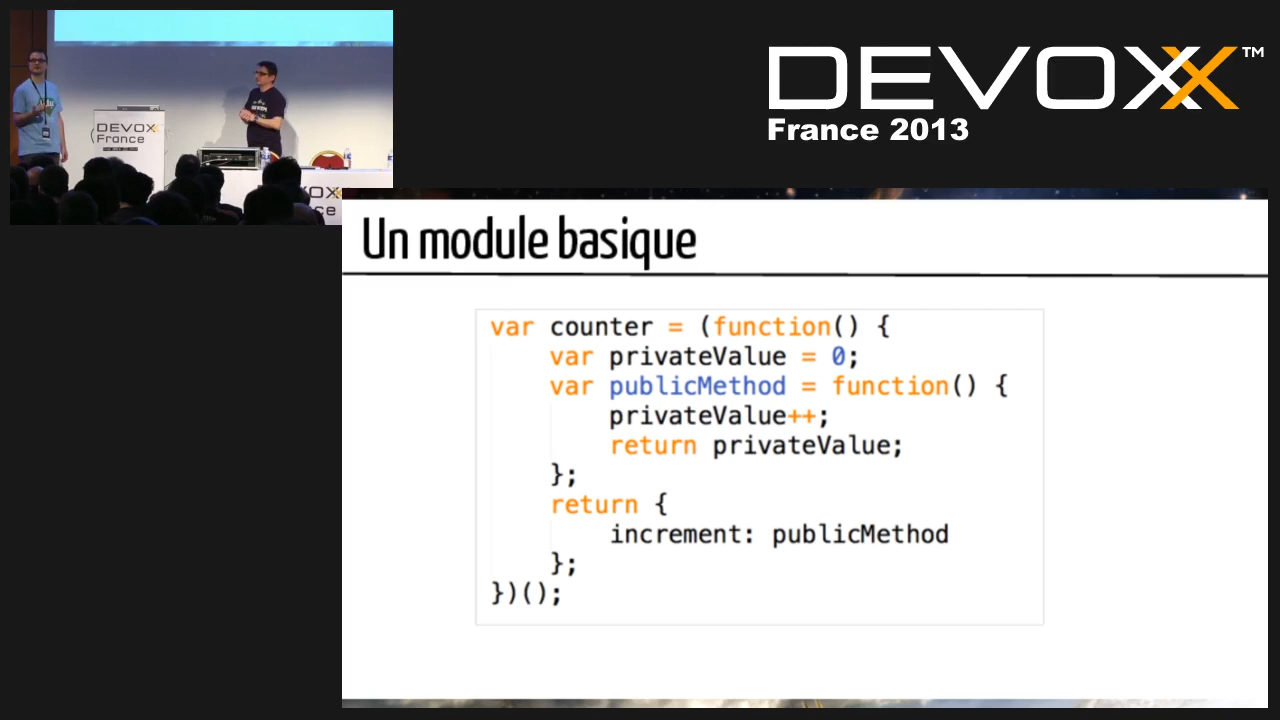 DEVOXX™
France 2013
DEVOXX
France
Un module basique
var counter = (function() {
    var privateValue = 0;
    var publicMethod = function() {
        privateValue++;
        return privateValue;
    };
    return {
        increment: publicMethod
    };
})();